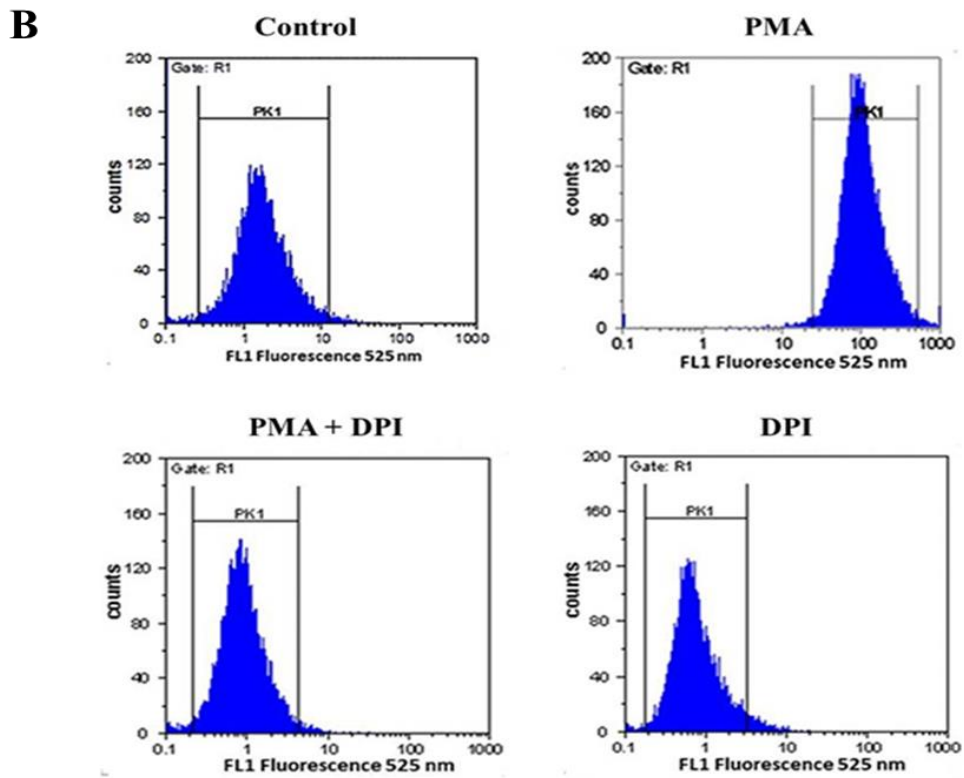 B
Control
PMA
200
160
120
80
40
0
counts
Gate: R1
PK1
0.1 1 10 100 1000
FL1 Fluorescence 525 nm
200
160
120
80
40
0
counts
Gate: R1
PK1
0.1 1 10 100 1000
FL1 Fluorescence 525 nm
PMA + DPI
DPI
200
160
120
80
40
0
counts
Gate: R1
PK1
0.1 1 10 100 1000
FL1 Fluorescence 525 nm
200
160
120
80
40
0
counts
Gate: R1
PK1
0.1 1 10 100 1000
FL1 Fluorescence 525 nm